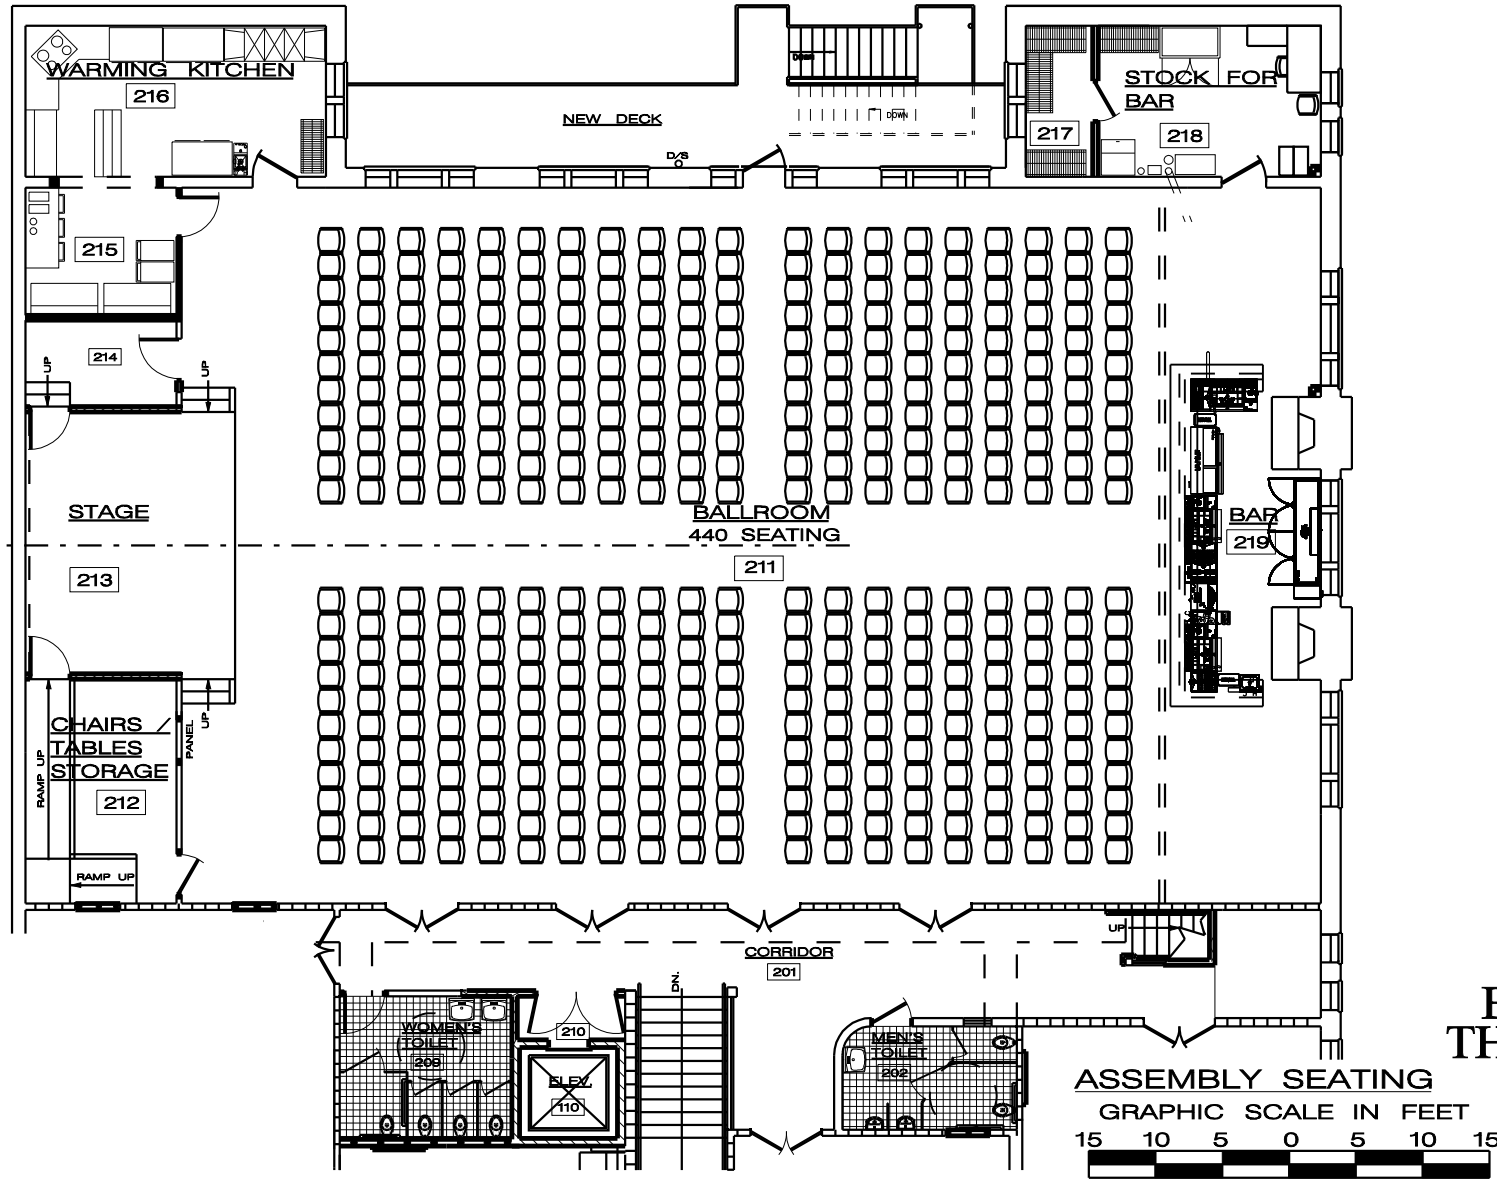 WARMING KITCHEN
216
DOWN
STOCK FOR
BAR
NEW DECK
DOWN
217
218
D/S
215
214
UP
UP
STAGE
BALLROOM
440 SEATING
BAR
219
211
213
CHAIRS /
TABLES
STORAGE
UP
PANEL
RAMP UP
212
RAMP UP
UP
CORRIDOR
201
DN.
WOMEN'S
TOILET
209
210
MEN'S
TOILET
202
ELEV.
110
E
TH
ASSEMBLY SEATING
GRAPHIC SCALE IN FEET
15 10 5 0 5 10 15